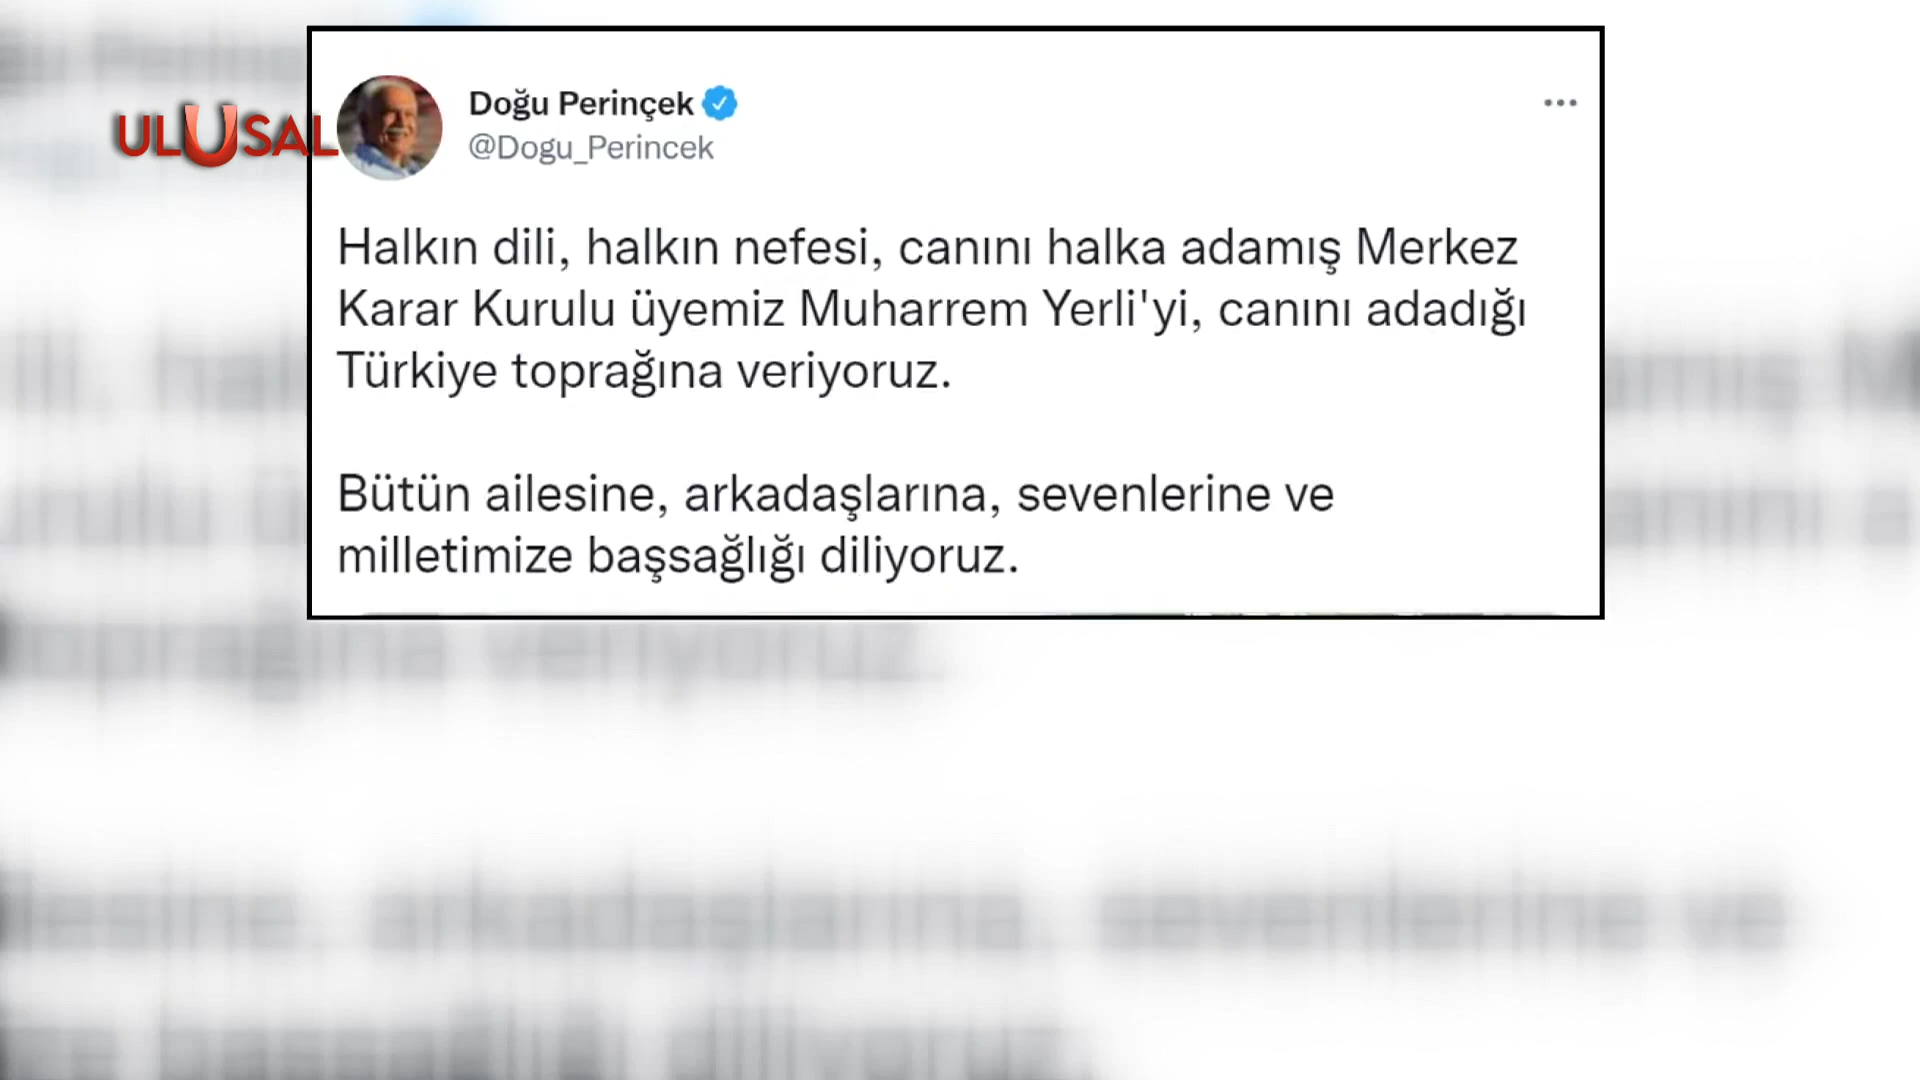 ULUSAL
Doğu Perinçek
@Dogu_Perincek
Halkın dili, halkın nefesi, canını halka adamış Merkez
Karar Kurulu üyemiz Muharrem Yerli'yi, canını adadığı
Türkiye toprağına veriyoruz.
Bütün ailesine, arkadaşlarına, sevenlerine ve
milletimize başsağlığı diliyoruz.